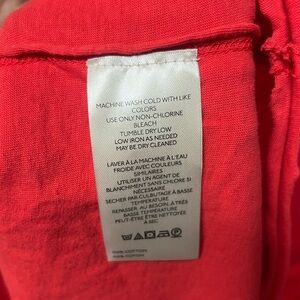 MACHINE WASH COLD WITH LIKE
COLORS
USE ONLY NON-CHLORINE
BLEACH
TUMBLE DRY LOW
LOW IRON AS NEEDED
MAY BE DRY CLEANED
LAVER À LA MACHINE À L'EAU
FROIDE AVEC COULEURS
SIMILAIRES
UTILISER UN AGENT DE
BLANCHIMENT SANS CHLORE SI
NÉCESSAIRE
SÉCHER PAR CULBUTAGE À BASSE
TEMPÉRATURE
REPASSER, AU BESOIN, À
BASSE TEMPÉRATURE
PEUT-ÊTRE ÊTRE NETTOYÉE
À SEC
COTTON